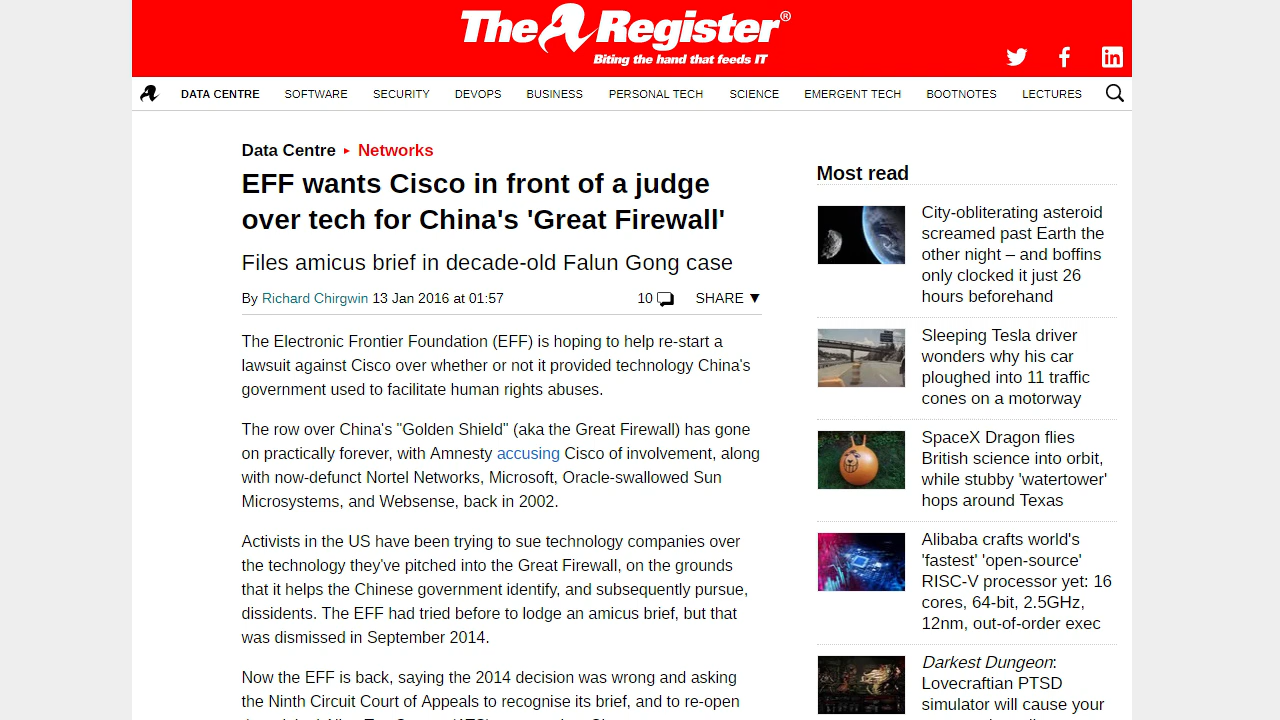 The Register®
Biting the hand that feeds IT
DATA CENTRE SOFTWARE SECURITY DEVOPS BUSINESS PERSONAL TECH SCIENCE EMERGENT TECH BOOTNOTES LECTURES
Data Centre ▸ Networks
EFF wants Cisco in front of a judge
over tech for China's 'Great Firewall'
Files amicus brief in decade-old Falun Gong case
By Richard Chirgwin 13 Jan 2016 at 01:57
10 SHARE ▼
The Electronic Frontier Foundation (EFF) is hoping to help re-start a
lawsuit against Cisco over whether or not it provided technology China's
government used to facilitate human rights abuses.
The row over China's "Golden Shield" (aka the Great Firewall) has gone
on practically forever, with Amnesty accusing Cisco of involvement, along
with now-defunct Nortel Networks, Microsoft, Oracle-swallowed Sun
Microsystems, and Websense, back in 2002.
Activists in the US have been trying to sue technology companies over
the technology they've pitched into the Great Firewall, on the grounds
that it helps the Chinese government identify, and subsequently pursue,
dissidents. The EFF had tried before to lodge an amicus brief, but that
was dismissed in September 2014.
Now the EFF is back, saying the 2014 decision was wrong and asking
the Ninth Circuit Court of Appeals to recognise its brief, and to re-open
Most read
City-obliterating asteroid
screamed past Earth the
other night – and boffins
only clocked it just 26
hours beforehand
Sleeping Tesla driver
wonders why his car
ploughed into 11 traffic
cones on a motorway
SpaceX Dragon flies
British science into orbit,
while stubby 'watertower'
hops around Texas
Alibaba crafts world's
'fastest' 'open-source'
RISC-V processor yet: 16
cores, 64-bit, 2.5GHz,
12nm, out-of-order exec
Darkest Dungeon:
Lovecraftian PTSD
simulator will cause your